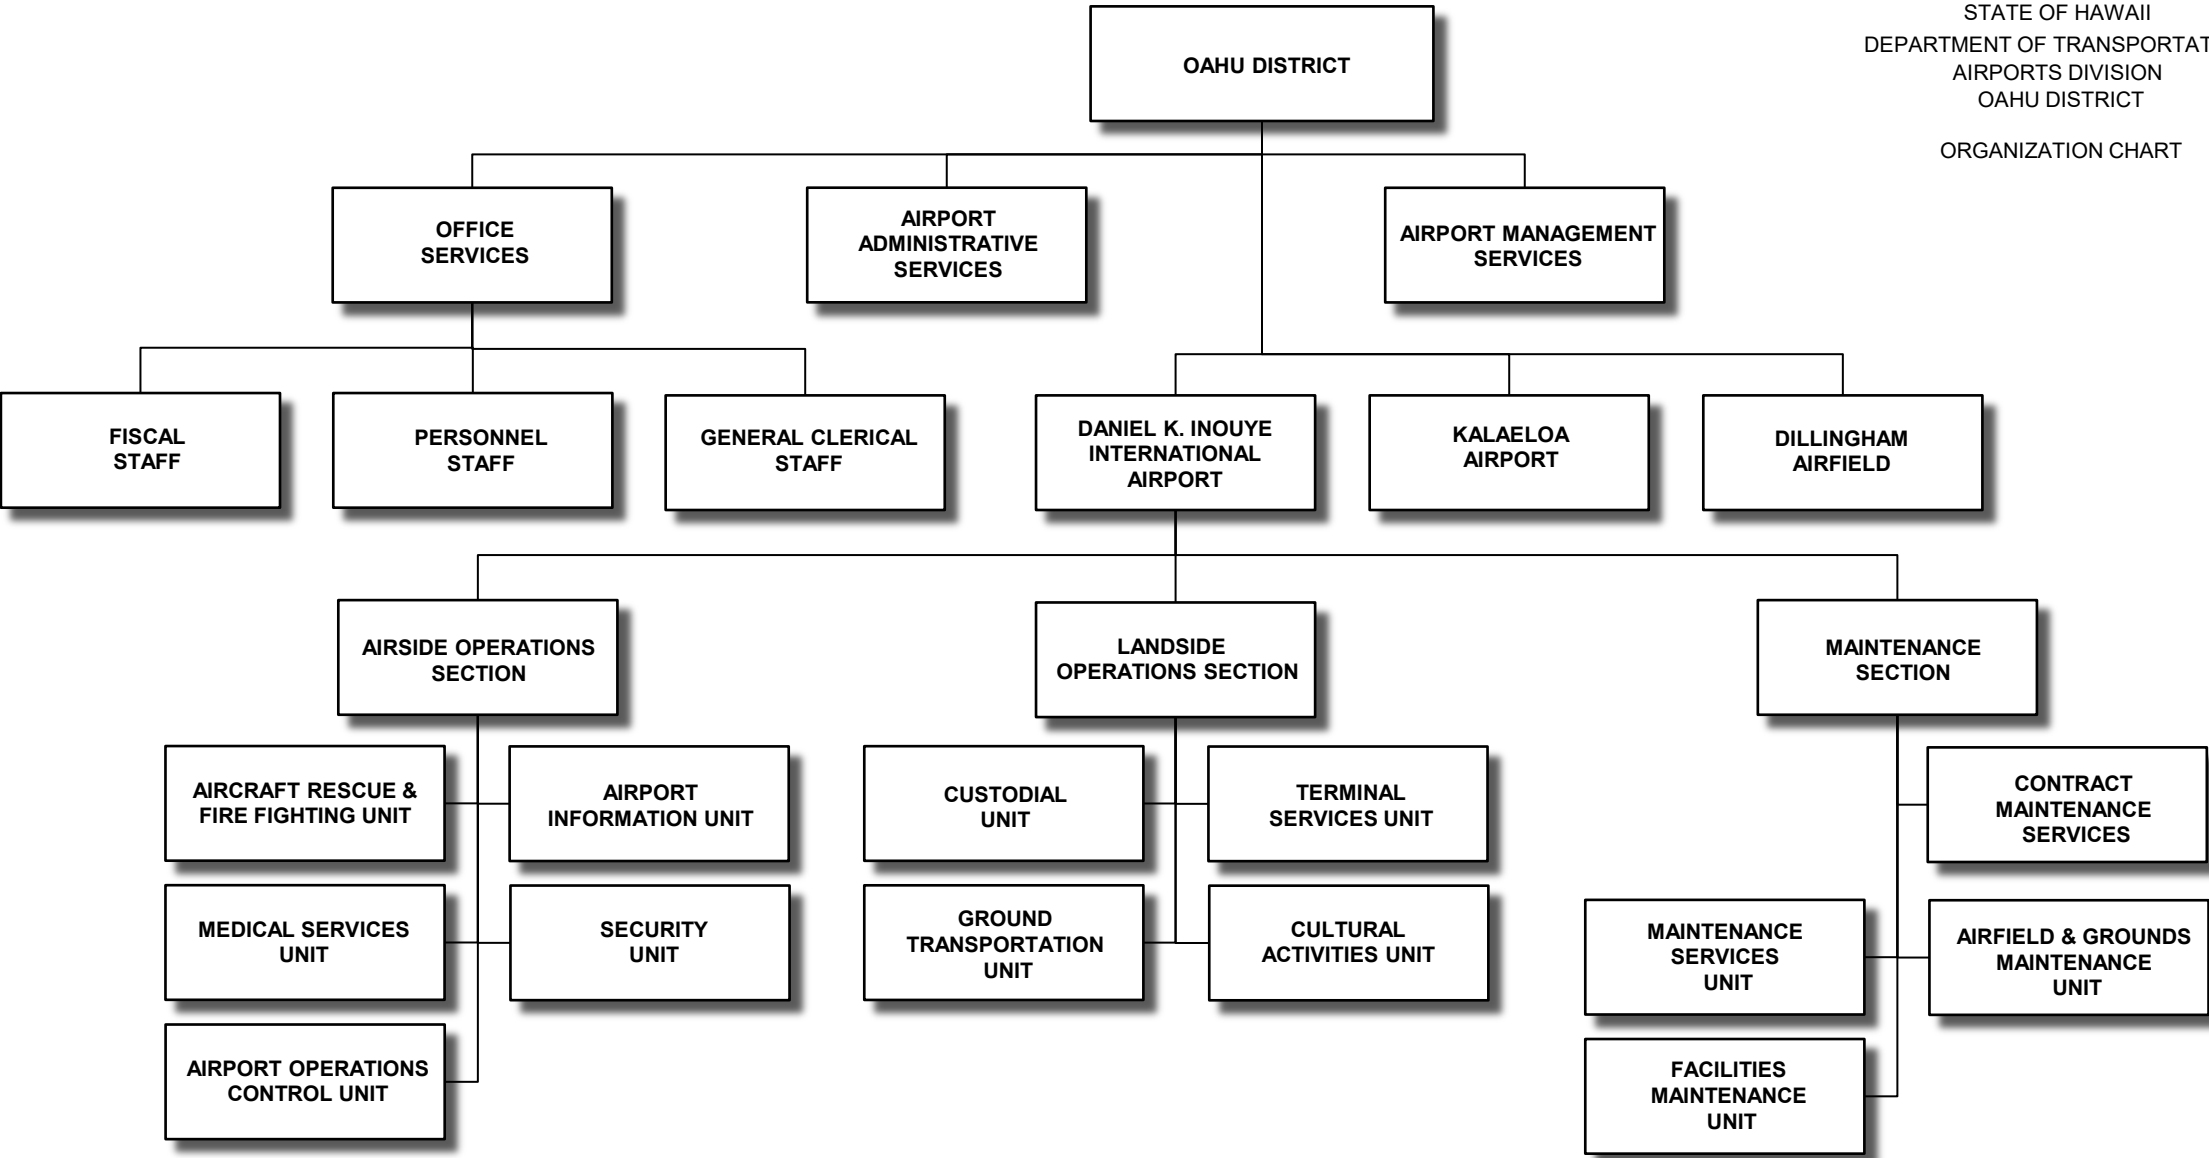 STATE OF HAWAII
DEPARTMENT OF TRANSPORTAT
AIRPORTS DIVISION
OAHU DISTRICT
ORGANIZATION CHART
OAHU DISTRICT
OFFICE
SERVICES
AIRPORT
ADMINISTRATIVE
SERVICES
AIRPORT MANAGEMENT
SERVICES
FISCAL
STAFF
PERSONNEL
STAFF
GENERAL CLERICAL
STAFF
DANIEL K. INOUYE
INTERNATIONAL
AIRPORT
KALAELOA
AIRPORT
DILLINGHAM
AIRFIELD
AIRSIDE OPERATIONS
SECTION
LANDSIDE
OPERATIONS SECTION
MAINTENANCE
SECTION
AIRCRAFT RESCUE &
FIRE FIGHTING UNIT
AIRPORT
INFORMATION UNIT
CUSTODIAL
UNIT
TERMINAL
SERVICES UNIT
CONTRACT
MAINTENANCE
SERVICES
MEDICAL SERVICES
UNIT
SECURITY
UNIT
GROUND
TRANSPORTATION
UNIT
CULTURAL
ACTIVITIES UNIT
MAINTENANCE
SERVICES
UNIT
AIRFIELD & GROUNDS
MAINTENANCE
UNIT
AIRPORT OPERATIONS
CONTROL UNIT
FACILITIES
MAINTENANCE
UNIT